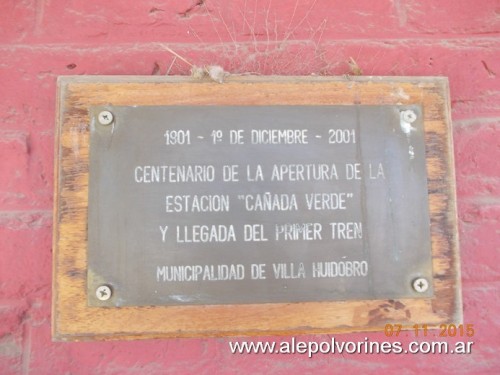 1901 - 1º DE DICIEMBRE - 2001
CENTENARIO DE LA APERTURA DE LA
ESTACION "CAÑADA VERDE"
Y LLEGADA DEL PRIMER TREN
MUNICIPALIDAD DE VILLA HUIDOBRO
07.11.2015
www.alepolvorines.com.ar